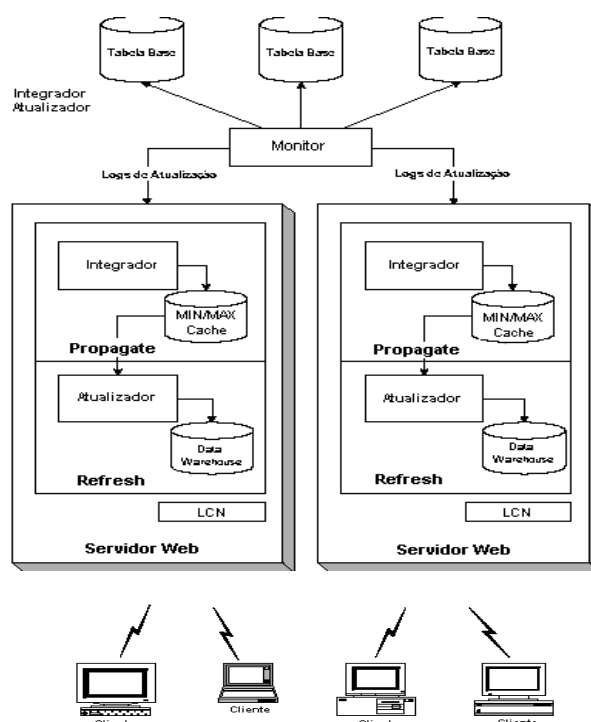 Tabela Base
Tabela Base
Tabela Base
Integrador
Atualizador
Monitor
Logs de Atualização
Logs de Atualização
Integrador
MIN/MAX
Cache
Propagate
Atualizador
Data
Warehouse
Refresh
LCN
Servidor Web
Integrador
MIN/MAX
Cache
Propagate
Atualizador
Data
Warehouse
Refresh
LCN
Servidor Web
Cliente
Cliente
Cliente
Cliente